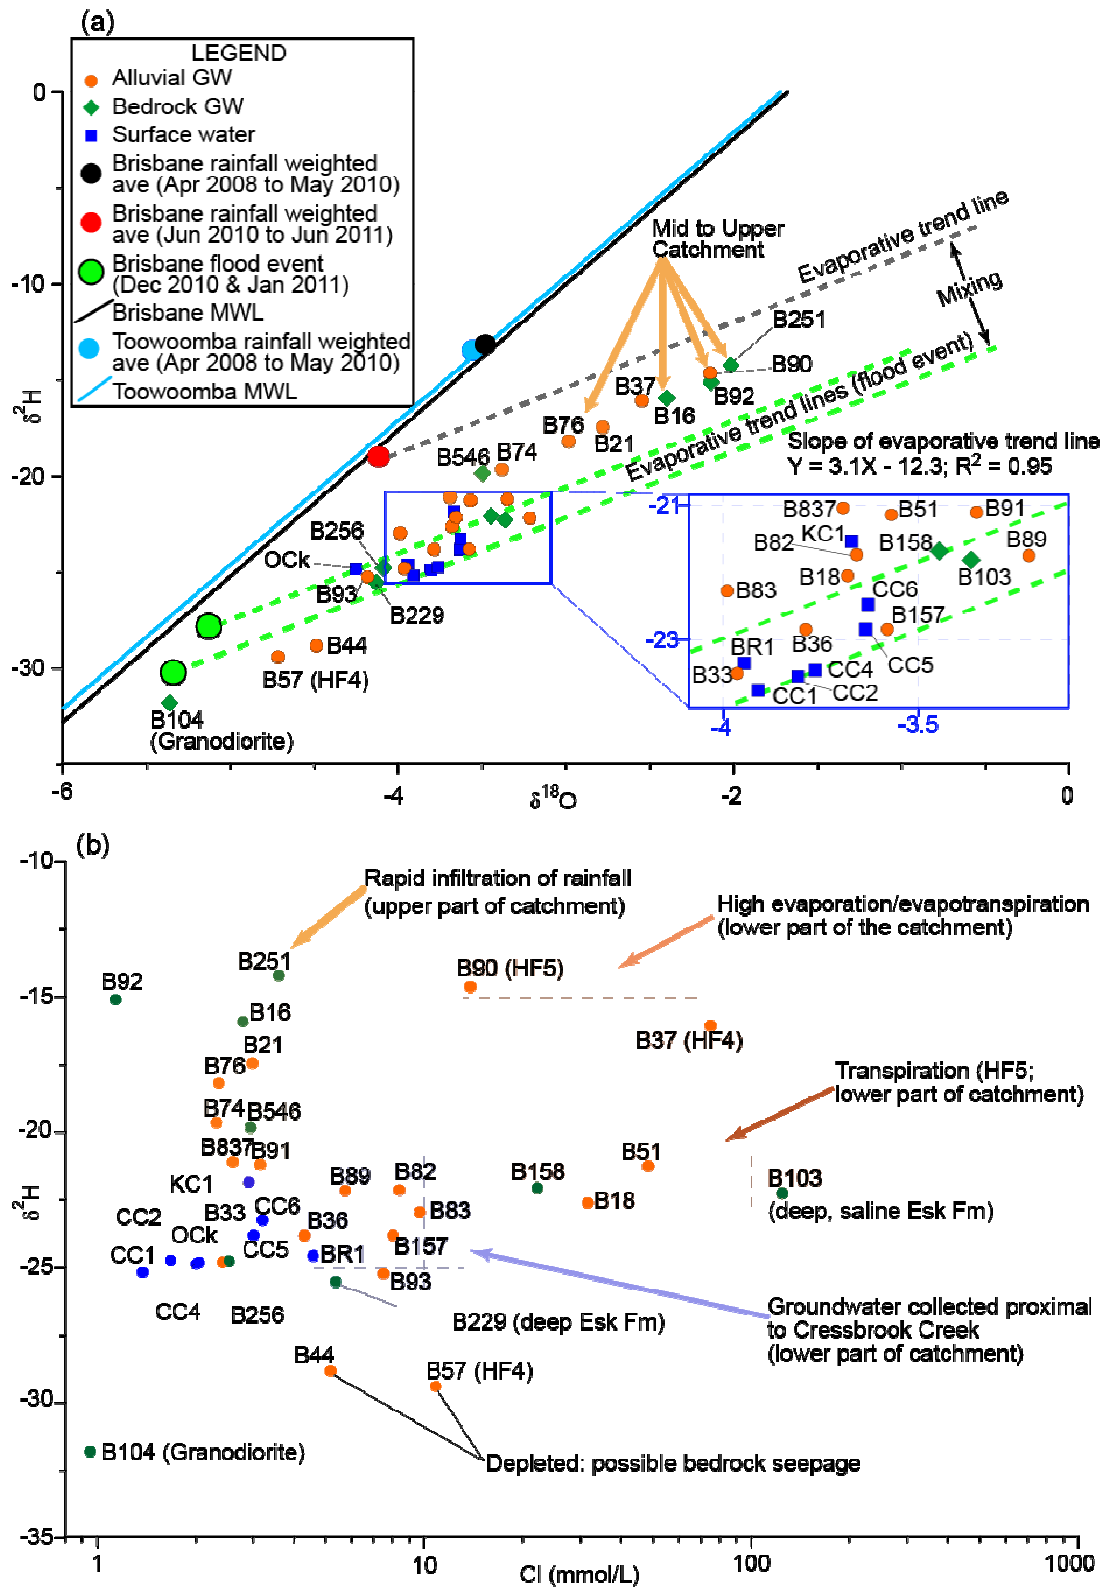 (a)
LEGEND
Alluvial GW
Bedrock GW
Surface water
Brisbane rainfall weighted
ave (Apr 2008 to May 2010)
Brisbane rainfall weighted
ave (Jun 2010 to Jun 2011)
Brisbane flood event
(Dec 2010 & Jan 2011)
Brisbane MWL
Toowoomba rainfall weighted
ave (Apr 2008 to May 2010)
Toowoomba MWL
0
-10
-20
-30
δ²H
-6
-4
-2
0
δ¹⁸O
Mid to Upper
Catchment
Evaporative trend line
Mixing
B251
B90
B92
B37
B16
B76
B21
Evaporative trend lines (flood event)
B546
B74
Slope of evaporative trend line
Y = 3.1X - 12.3; R² = 0.95
B256
OCk
B93
B229
B44
B57 (HF4)
B104
(Granodiorite)
-21
-23
-4
-3.5
B837
B51
B91
KC1
B82
B158
B89
B18
B103
B83
CC6
B157
B36
BR1
B33
CC5
CC4
CC1
CC2
(b)
-10
-15
-20
-25
-30
-35
δ²H
1
10
100
1000
Cl (mmol/L)
Rapid infiltration of rainfall
(upper part of catchment)
High evaporation/evapotranspiration
(lower part of the catchment)
B251
B92
B90 (HF5)
B16
B37 (HF4)
B21
B76
Transpiration (HF5;
lower part of catchment)
B74
B546
B837
B91
B51
KC1
B89
B82
B158
B103
(deep, saline Esk Fm)
B18
CC2
B33
CC6
B36
B83
OCk
CC1
CC5
BR1
B157
B93
CC4
B256
B229 (deep Esk Fm)
Groundwater collected proximal
to Cressbrook Creek
(lower part of catchment)
B44
B57 (HF4)
B104 (Granodiorite)
Depleted: possible bedrock seepage